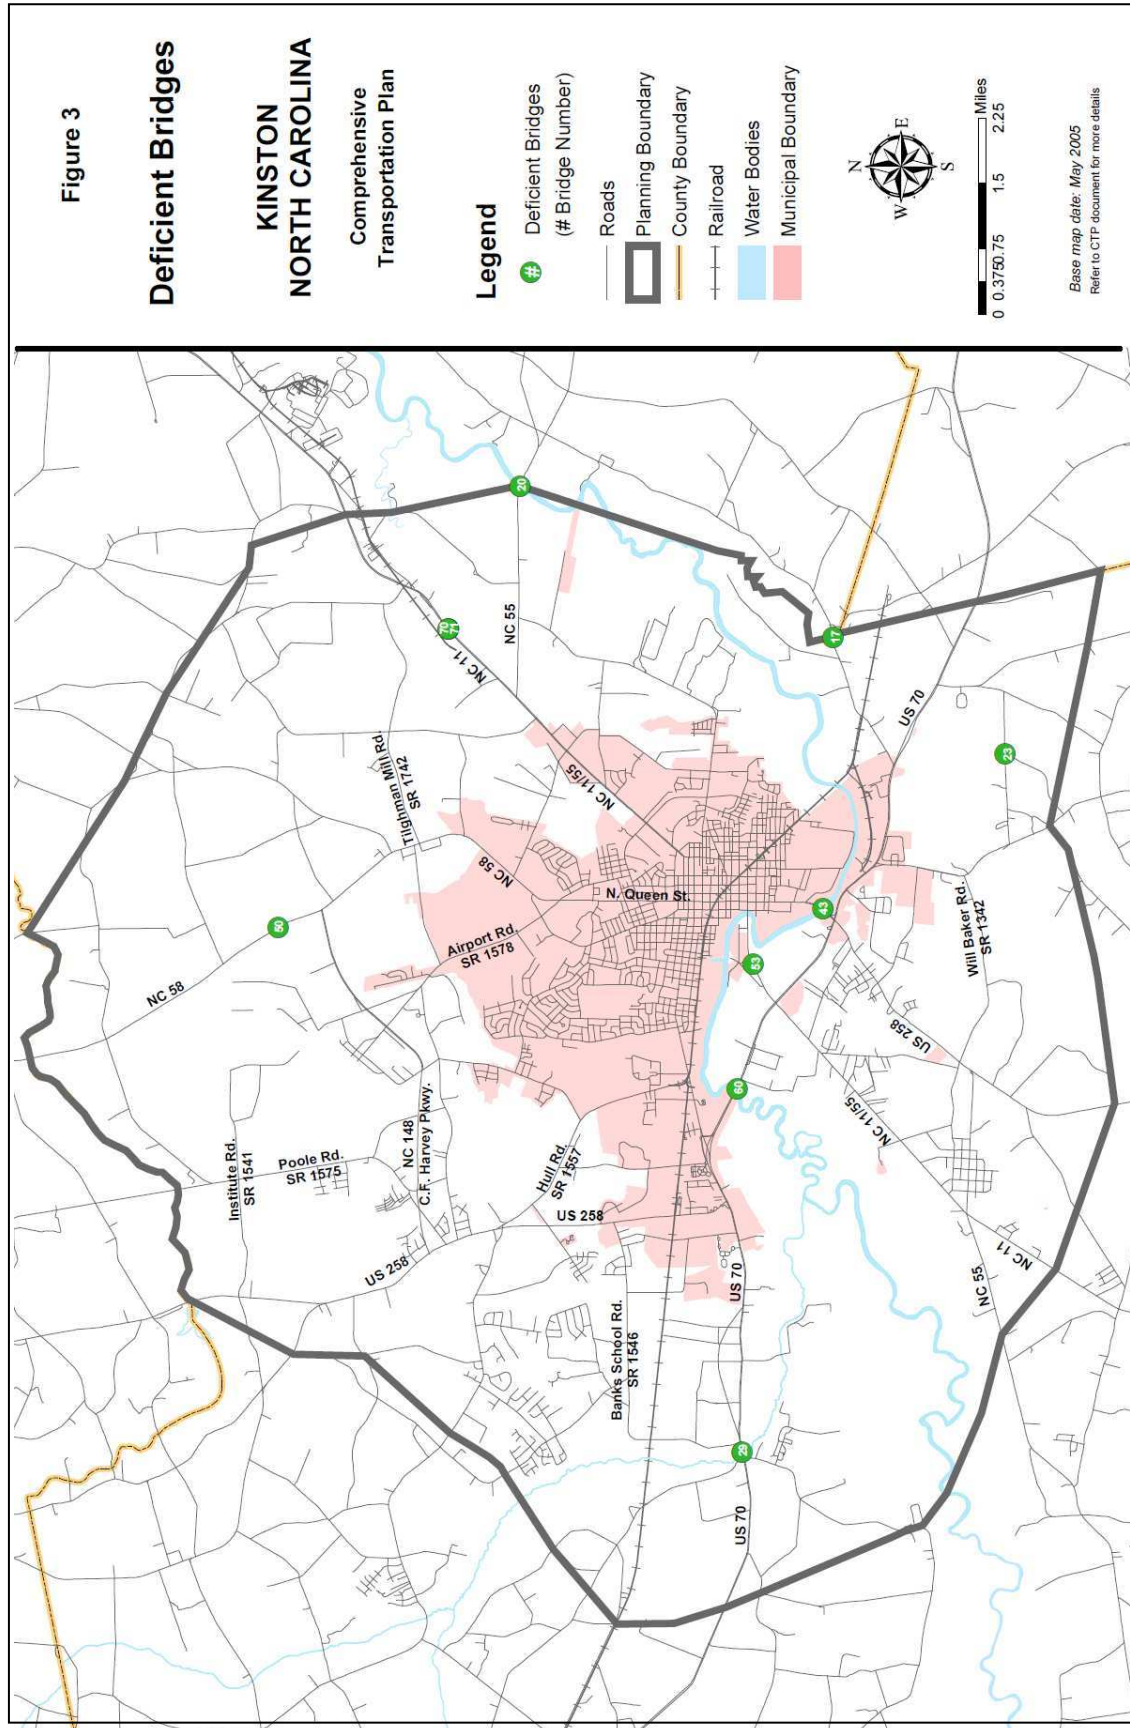 Figure 3
Deficient Bridges
KINSTON
NORTH CAROLINA
Comprehensive
Transportation Plan
Legend
# Deficient Bridges
(# Bridge Number)
Roads
Planning Boundary
County Boundary
Railroad
Water Bodies
Municipal Boundary
N
W
E
S
0 0.375 0.75 1.5 2.25
Miles
Base map date: May 2005
Refer to CTP document for more details
NC 58
50
Institute Rd.
SR 1541
Poole Rd.
SR 1575
US 258
NC 148
C.F. Harvey Pkwy.
Tilghman Mill Rd.
SR 1742
70
71
NC 11
NC 55
20
Airport Rd.
SR 1578
NC 58
NC 11/55
N. Queen St.
Hull Rd.
SR 1557
US 258
Banks School Rd.
SR 1546
US 70
29
US 70
60
53
43
17
US 70
23
Will Baker Rd.
SR 1342
US 258
NC 11/55
NC 11
NC 55